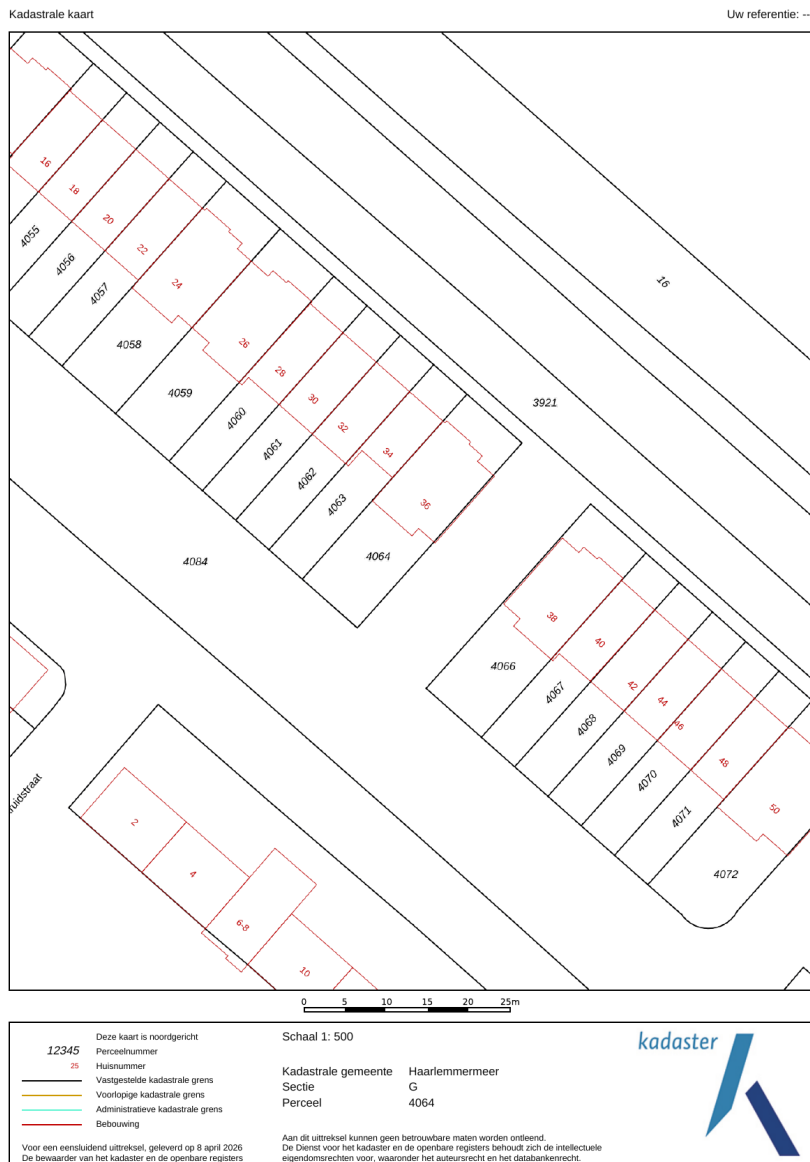 Kadastrale kaart
Uw referentie: --
16
18
20
22
24
26
28
30
32
34
36
38
40
42
44
46
48
50
4055
4056
4057
4058
4059
4060
4061
4062
4063
4064
4066
4067
4068
4069
4070
4071
4072
16
3921
4084
2
4
6-8
10
0 5 10 15 20 25m
Deze kaart is noordgericht
12345 Perceelnummer
25 Huisnummer
Vastgestelde kadastrale grens
Voorlopige kadastrale grens
Administratieve kadastrale grens
Bebouwing
Voor een eensluidend uittreksel, geleverd op 8 april 2026
De bewaarder van het kadaster en de openbare registers
Schaal 1: 500
Kadastrale gemeente Haarlemmermeer
Sectie G
Perceel 4064
Aan dit uittreksel kunnen geen betrouwbare maten worden ontleend.
De Dienst voor het kadaster en de openbare registers behoudt zich de intellectuele
eigendomsrechten voor, waaronder het auteursrecht en het databankenrecht.
kadaster